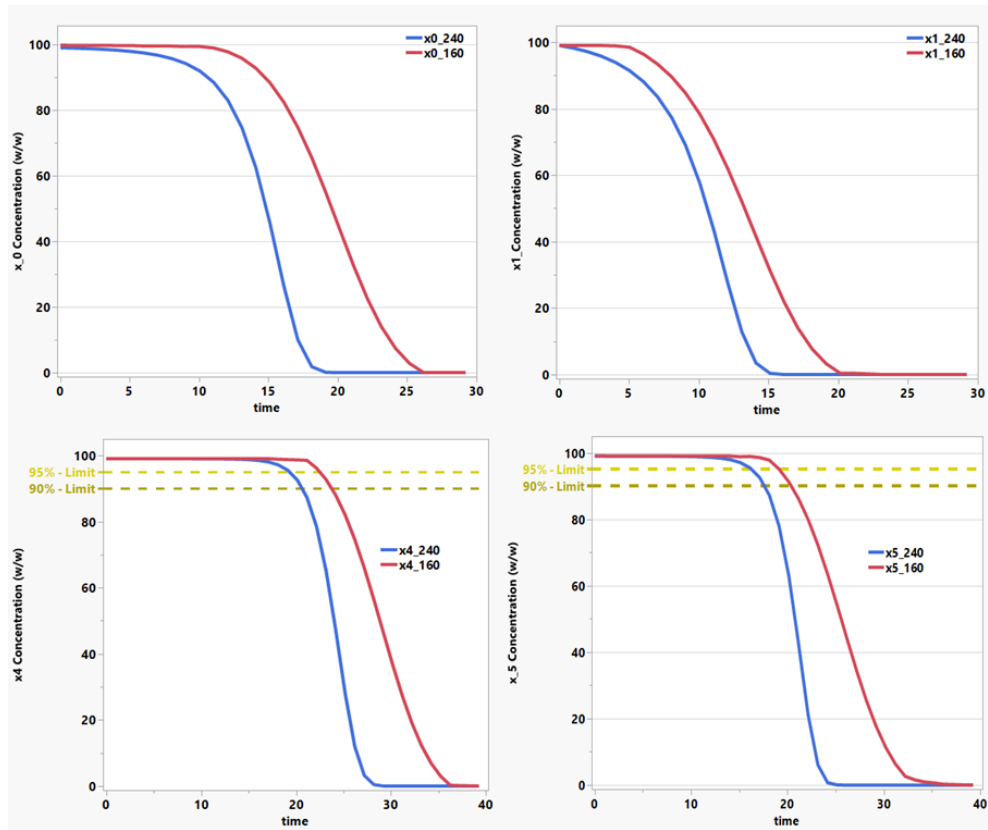 x_0 Concentration (w/w)
100
80
60
40
20
0
x0_240
x0_160
0 5 10 15 20 25 30
time
x1_Concentration (w/w)
100
80
60
40
20
0
x1_240
x1_160
0 5 10 15 20 25 30
time
x4 Concentration (w/w)
100
95% - Limit
90% - Limit
80
60
40
20
0
x4_240
x4_160
0 10 20 30 40
time
x_5 Concentration (w/w)
100
95% - Limit
90% - Limit
80
60
40
20
0
x5_240
x5_160
0 10 20 30 40
time